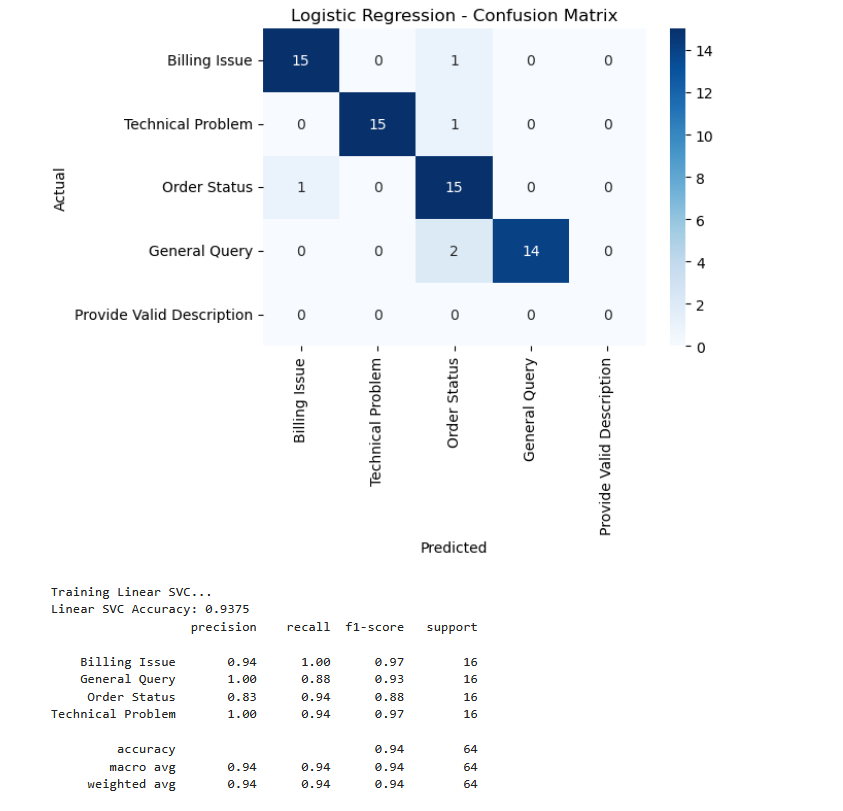 Logistic Regression - Confusion Matrix
Billing Issue 15 0 1 0 0
Technical Problem 0 15 1 0 0
Order Status 1 0 15 0 0
General Query 0 0 2 14 0
Provide Valid Description 0 0 0 0 0
Actual
14
12
10
8
6
4
2
0
Billing Issue
Technical Problem
Order Status
General Query
Provide Valid Description
Predicted
Training Linear SVC...
Linear SVC Accuracy: 0.9375
precision recall f1-score support
Billing Issue 0.94 1.00 0.97 16
General Query 1.00 0.88 0.93 16
Order Status 0.83 0.94 0.88 16
Technical Problem 1.00 0.94 0.97 16
accuracy 0.94 64
macro avg 0.94 0.94 0.94 64
weighted avg 0.94 0.94 0.94 64